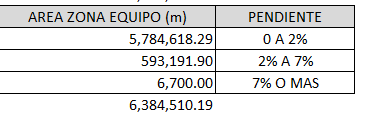 AREA ZONA EQUIPO (m) PENDIENTE
5,784,618.29 0 A 2%
593,191.90 2% A 7%
6,700.00 7% O MAS
6,384,510.19